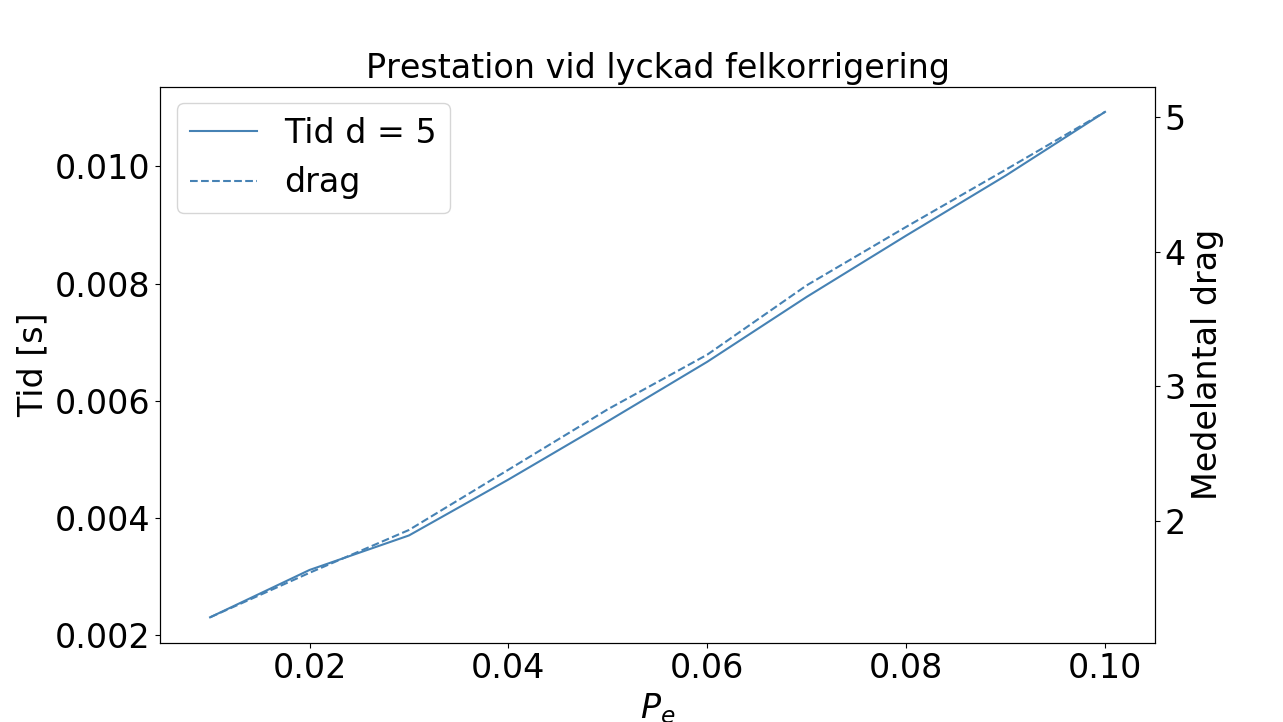 Prestation vid lyckad felkorrigering
Tid d = 5
drag
0.010
0.008
0.006
0.004
0.002
Tid [s]
5
4
3
2
Medelantal drag
0.02 0.04 0.06 0.08 0.10
P_e